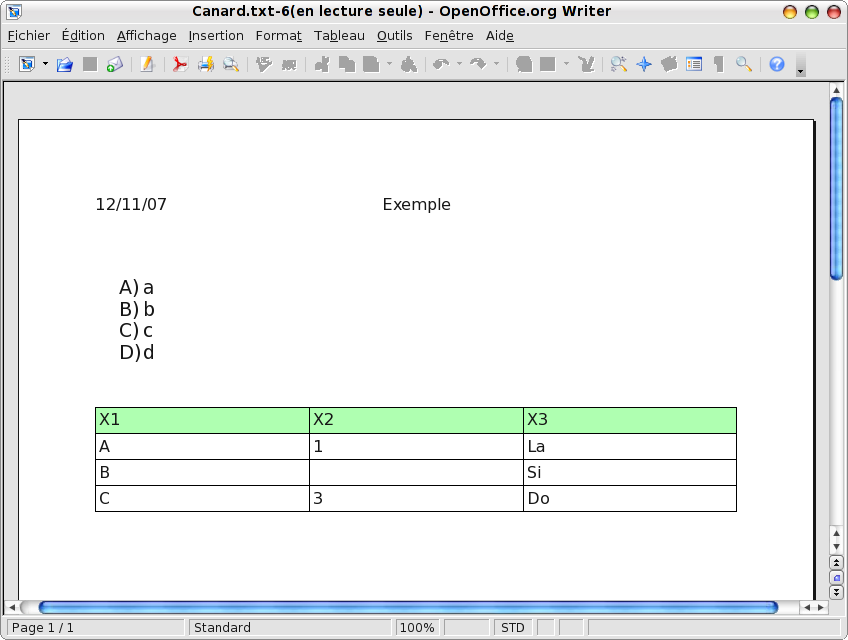 Canard.txt-6(en lecture seule) - OpenOffice.org Writer
Fichier Édition Affichage Insertion Format Tableau Outils Fenêtre Aide
12/11/07 Exemple
A) a
B) b
C) c
D) d
X1 X2 X3
A 1 La
B Si
C 3 Do
Page 1 / 1 Standard 100% STD